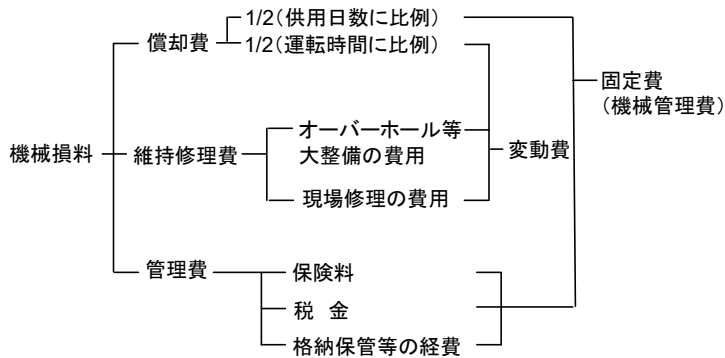 1/2(供用日数に比例)
償却費
1/2(運転時間に比例)
固定費
(機械管理費)
オーバーホール等
大整備の費用
機械損料
維持修理費
変動費
現場修理の費用
管理費
保険料
税 金
格納保管等の経費